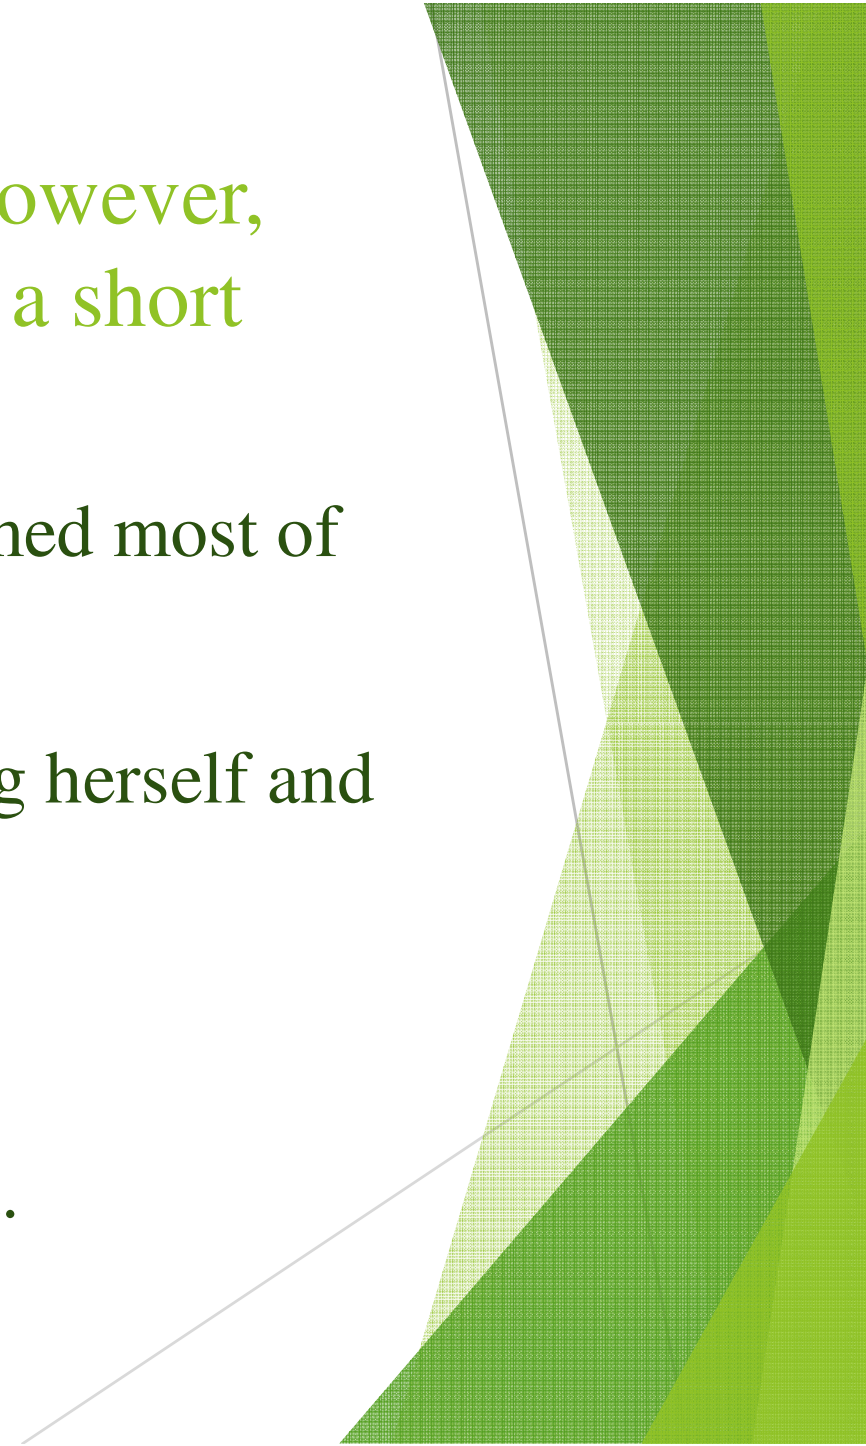 owever,
a short
ned most of
g herself and
.